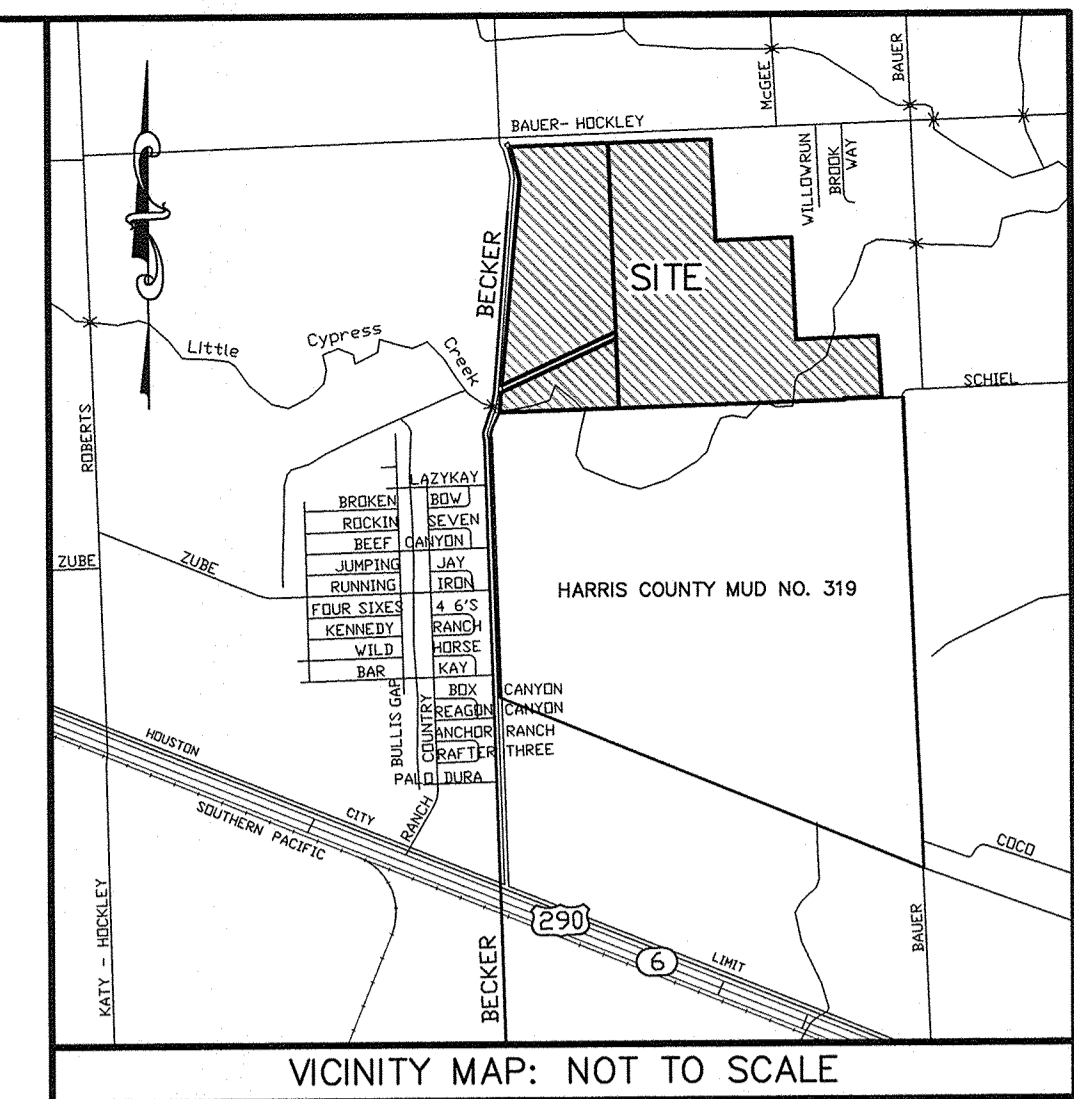 McGEE
BAUER
BAUER- HOCKLEY
WILLOWRUN
BROOK
WAY
BECKER
SITE
Little
Cypress
Creek
SCHIEL
ROBERTS
LAZYKAY
BROKEN BOW
ROCKIN SEVEN
BEEF CANYON
ZUBE
ZUBE
JUMPING JAY
RUNNING IRON
HARRIS COUNTY MUD NO. 319
FOUR SIXES 4 6'S
KENNEDY RANCH
WILD HORSE
BAR KAY
BOX CANYON
REAGON CANYON
ANCHOR RANCH
RAFTER THREE
PALO DURA
BULLIS GAP
COUNTRY
RANCH
HOUSTON
CITY
LIMIT
SOUTHERN PACIFIC
COCO
KATY - HOCKLEY
290
6
BECKER
BAUER
VICINITY MAP: NOT TO SCALE